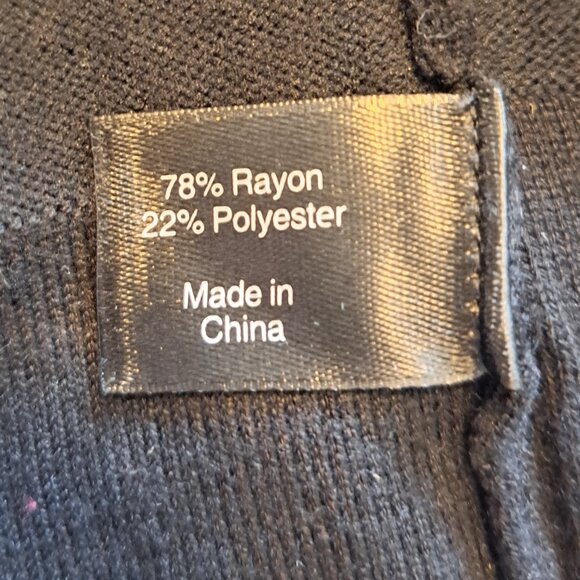 78% Rayon
22% Polyester
Made in
China